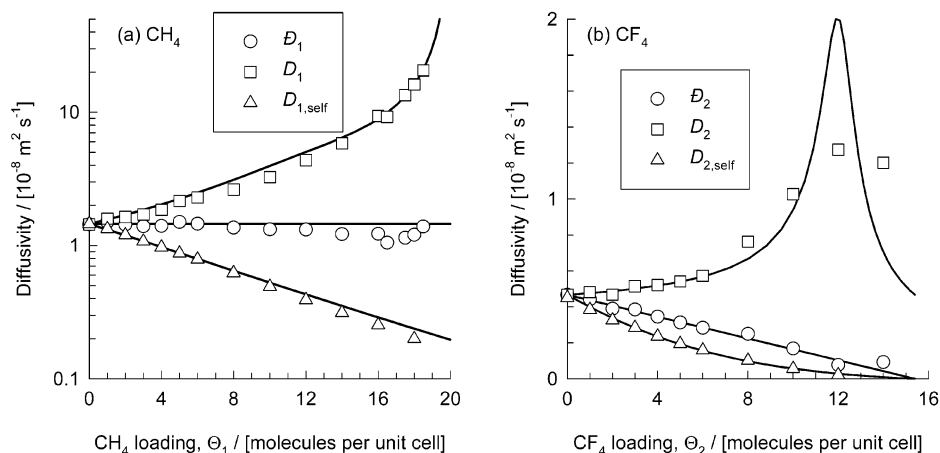 (a) CH₄
Đ₁
D₁
D₁,self
10
1
0.1
Diffusivity / [10⁻⁸ m² s⁻¹]
0 4 8 12 16 20
CH₄ loading, Θ₁ / [molecules per unit cell]
(b) CF₄
Đ₂
D₂
D₂,self
2
1
0
Diffusivity / [10⁻⁸ m² s⁻¹]
0 4 8 12 16
CF₄ loading, Θ₂ / [molecules per unit cell]